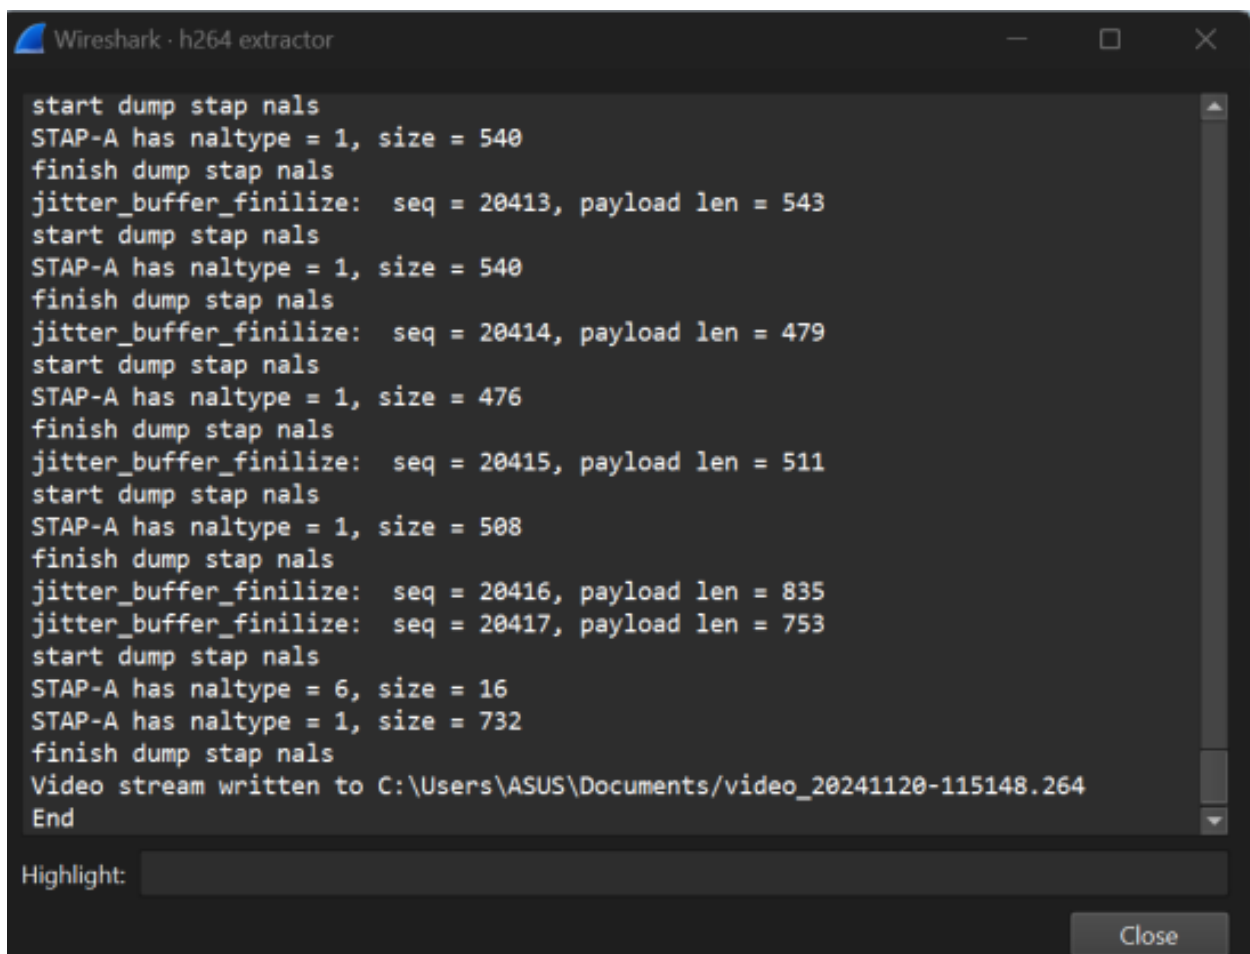 Wireshark · h264 extractor
start dump stap nals
STAP-A has naltype = 1, size = 540
finish dump stap nals
jitter_buffer_finilize:  seq = 20413, payload len = 543
start dump stap nals
STAP-A has naltype = 1, size = 540
finish dump stap nals
jitter_buffer_finilize:  seq = 20414, payload len = 479
start dump stap nals
STAP-A has naltype = 1, size = 476
finish dump stap nals
jitter_buffer_finilize:  seq = 20415, payload len = 511
start dump stap nals
STAP-A has naltype = 1, size = 508
finish dump stap nals
jitter_buffer_finilize:  seq = 20416, payload len = 835
jitter_buffer_finilize:  seq = 20417, payload len = 753
start dump stap nals
STAP-A has naltype = 6, size = 16
STAP-A has naltype = 1, size = 732
finish dump stap nals
Video stream written to C:\Users\ASUS\Documents/video_20241120-115148.264
End
Highlight:
Close